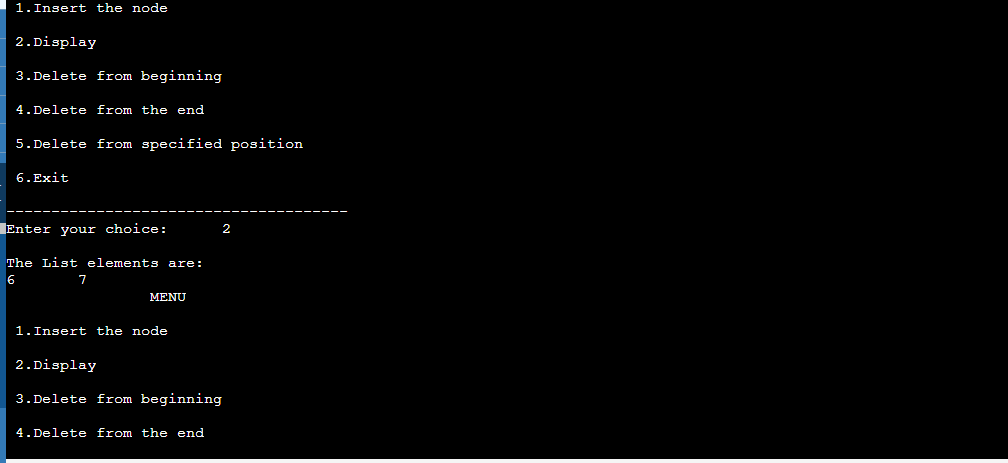 1.Insert the node
2.Display
3.Delete from beginning
4.Delete from the end
5.Delete from specified position
6.Exit
--------------------------------------
Enter your choice: 2
The List elements are:
6 7
MENU
1.Insert the node
2.Display
3.Delete from beginning
4.Delete from the end